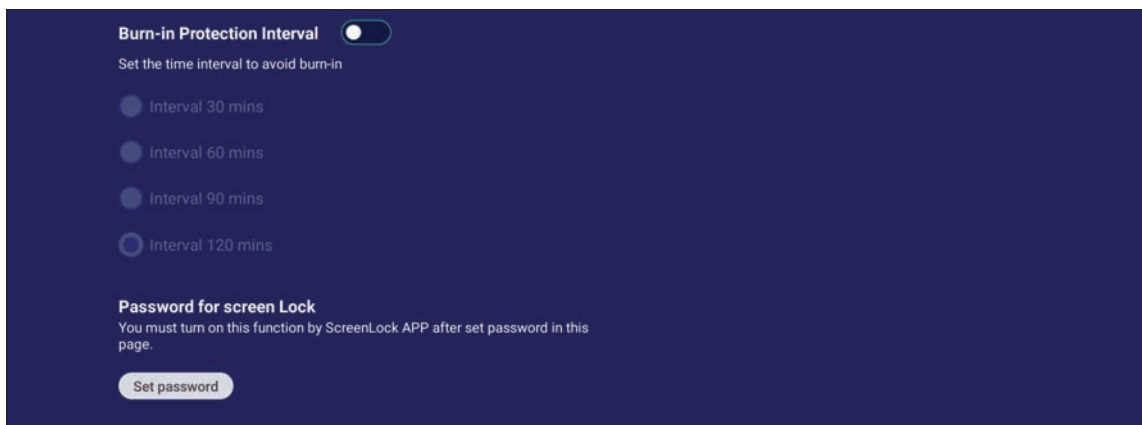 Burn-in Protection Interval
Set the time interval to avoid burn-in
Interval 30 mins
Interval 60 mins
Interval 90 mins
Interval 120 mins
Password for screen Lock
You must turn on this function by ScreenLock APP after set password in this
page.
Set password